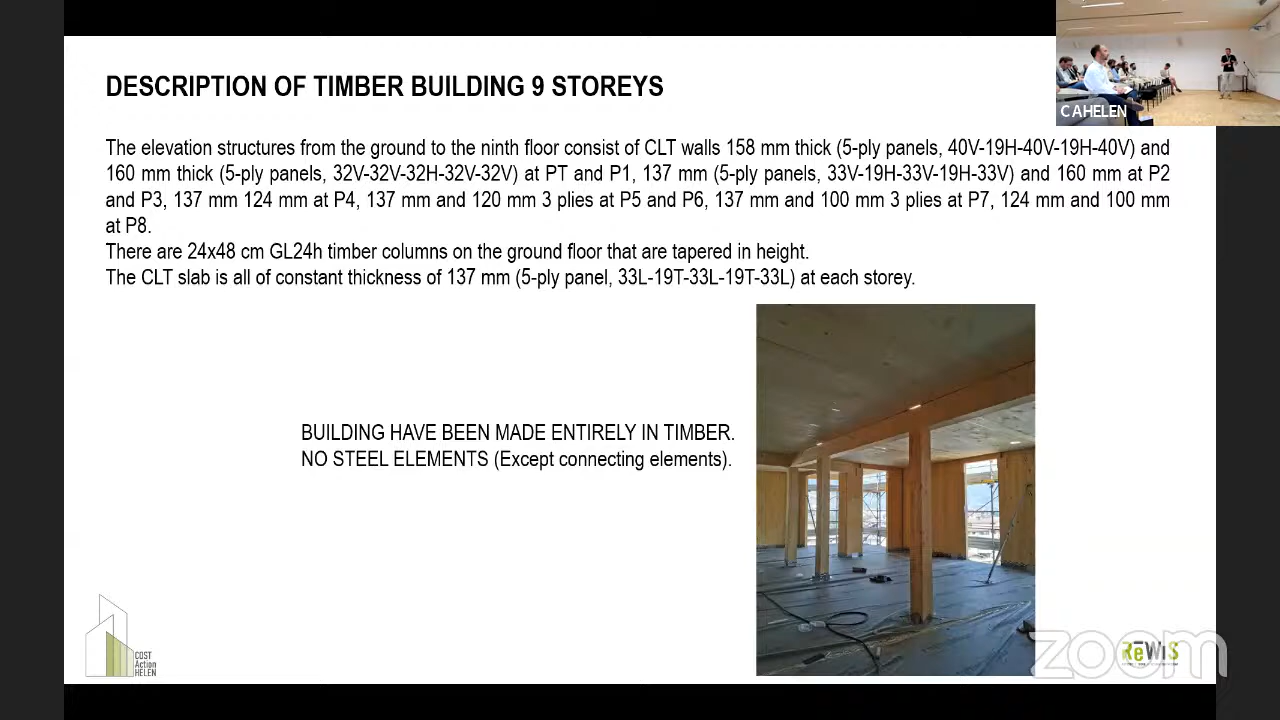 DESCRIPTION OF TIMBER BUILDING 9 STOREYS
CAHELEN
The elevation structures from the ground to the ninth floor consist of CLT walls 158 mm thick (5-ply panels, 40V-19H-40V-19H-40V) and
160 mm thick (5-ply panels, 32V-32V-32H-32V-32V) at PT and P1, 137 mm (5-ply panels, 33V-19H-33V-19H-33V) and 160 mm at P2
and P3, 137 mm 124 mm at P4, 137 mm and 120 mm 3 plies at P5 and P6, 137 mm and 100 mm 3 plies at P7, 124 mm and 100 mm
at P8.
There are 24x48 cm GL24h timber columns on the ground floor that are tapered in height.
The CLT slab is all of constant thickness of 137 mm (5-ply panel, 33L-19T-33L-19T-33L) at each storey.
BUILDING HAVE BEEN MADE ENTIRELY IN TIMBER.
NO STEEL ELEMENTS (Except connecting elements).
COST
Action
HELEN
zoom
ReWiS